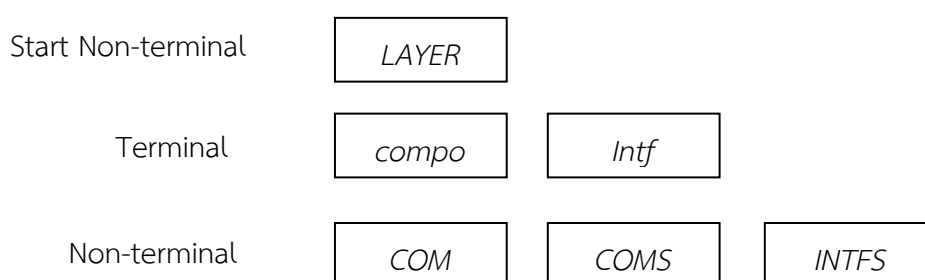 Start Non-terminal LAYER
Terminal compo Intf
Non-terminal COM COMS INTFS